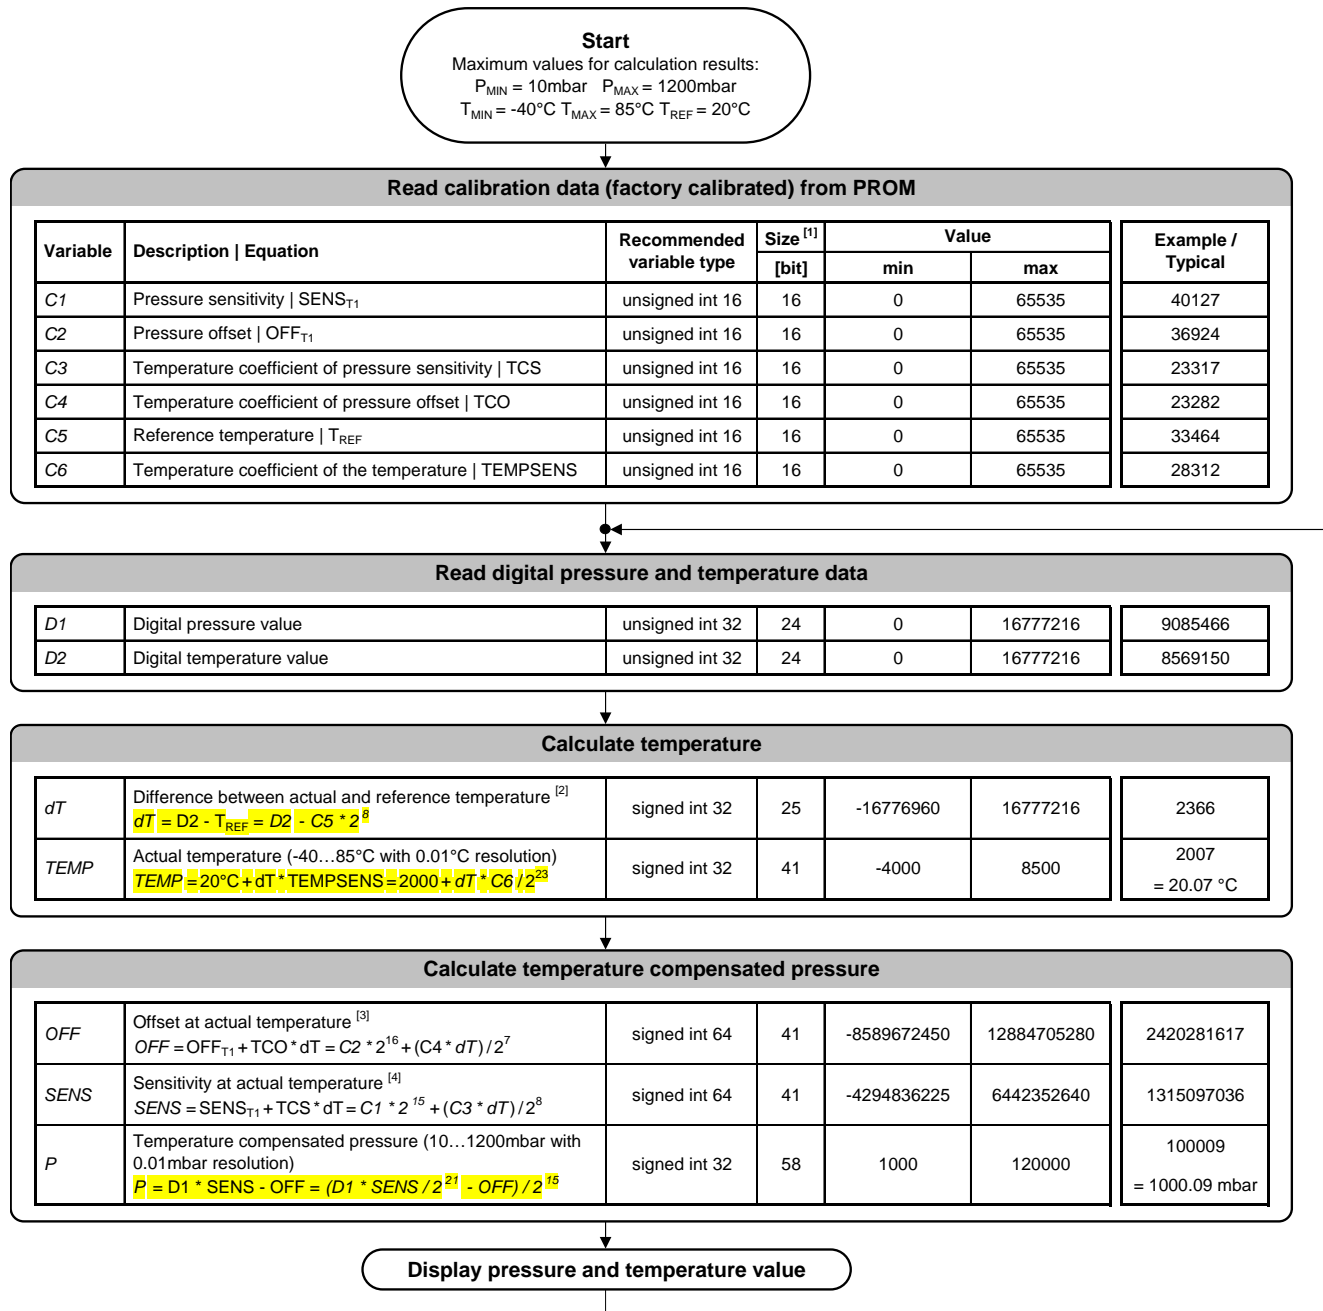 Start
Maximum values for calculation results:
P_MIN = 10mbar P_MAX = 1200mbar
T_MIN = -40°C T_MAX = 85°C T_REF = 20°C
Read calibration data (factory calibrated) from PROM
Variable | Description | Equation | Recommended variable type | Size [1] [bit] | Value min | max | Example / Typical
C1 | Pressure sensitivity | SENS_T1 | unsigned int 16 | 16 | 0 | 65535 | 40127
C2 | Pressure offset | OFF_T1 | unsigned int 16 | 16 | 0 | 65535 | 36924
C3 | Temperature coefficient of pressure sensitivity | TCS | unsigned int 16 | 16 | 0 | 65535 | 23317
C4 | Temperature coefficient of pressure offset | TCO | unsigned int 16 | 16 | 0 | 65535 | 23282
C5 | Reference temperature | T_REF | unsigned int 16 | 16 | 0 | 65535 | 33464
C6 | Temperature coefficient of the temperature | TEMPSENS | unsigned int 16 | 16 | 0 | 65535 | 28312
Read digital pressure and temperature data
D1 | Digital pressure value | unsigned int 32 | 24 | 0 | 16777216 | 9085466
D2 | Digital temperature value | unsigned int 32 | 24 | 0 | 16777216 | 8569150
Calculate temperature
dT | Difference between actual and reference temperature [2]
dT = D2 - T_REF = D2 - C5 * 2^8 | signed int 32 | 25 | -16776960 | 16777216 | 2366
TEMP | Actual temperature (-40…85°C with 0.01°C resolution)
TEMP = 20°C + dT * TEMPSENS = 2000 + dT * C6 / 2^23 | signed int 32 | 41 | -4000 | 8500 | 2007
= 20.07 °C
Calculate temperature compensated pressure
OFF | Offset at actual temperature [3]
OFF = OFF_T1 + TCO * dT = C2 * 2^16 + (C4 * dT) / 2^7 | signed int 64 | 41 | -8589672450 | 12884705280 | 2420281617
SENS | Sensitivity at actual temperature [4]
SENS = SENS_T1 + TCS * dT = C1 * 2^15 + (C3 * dT) / 2^8 | signed int 64 | 41 | -4294836225 | 6442352640 | 1315097036
P | Temperature compensated pressure (10…1200mbar with
0.01mbar resolution)
P = D1 * SENS - OFF = (D1 * SENS / 2^21 - OFF) / 2^15 | signed int 32 | 58 | 1000 | 120000 | 100009
= 1000.09 mbar
Display pressure and temperature value